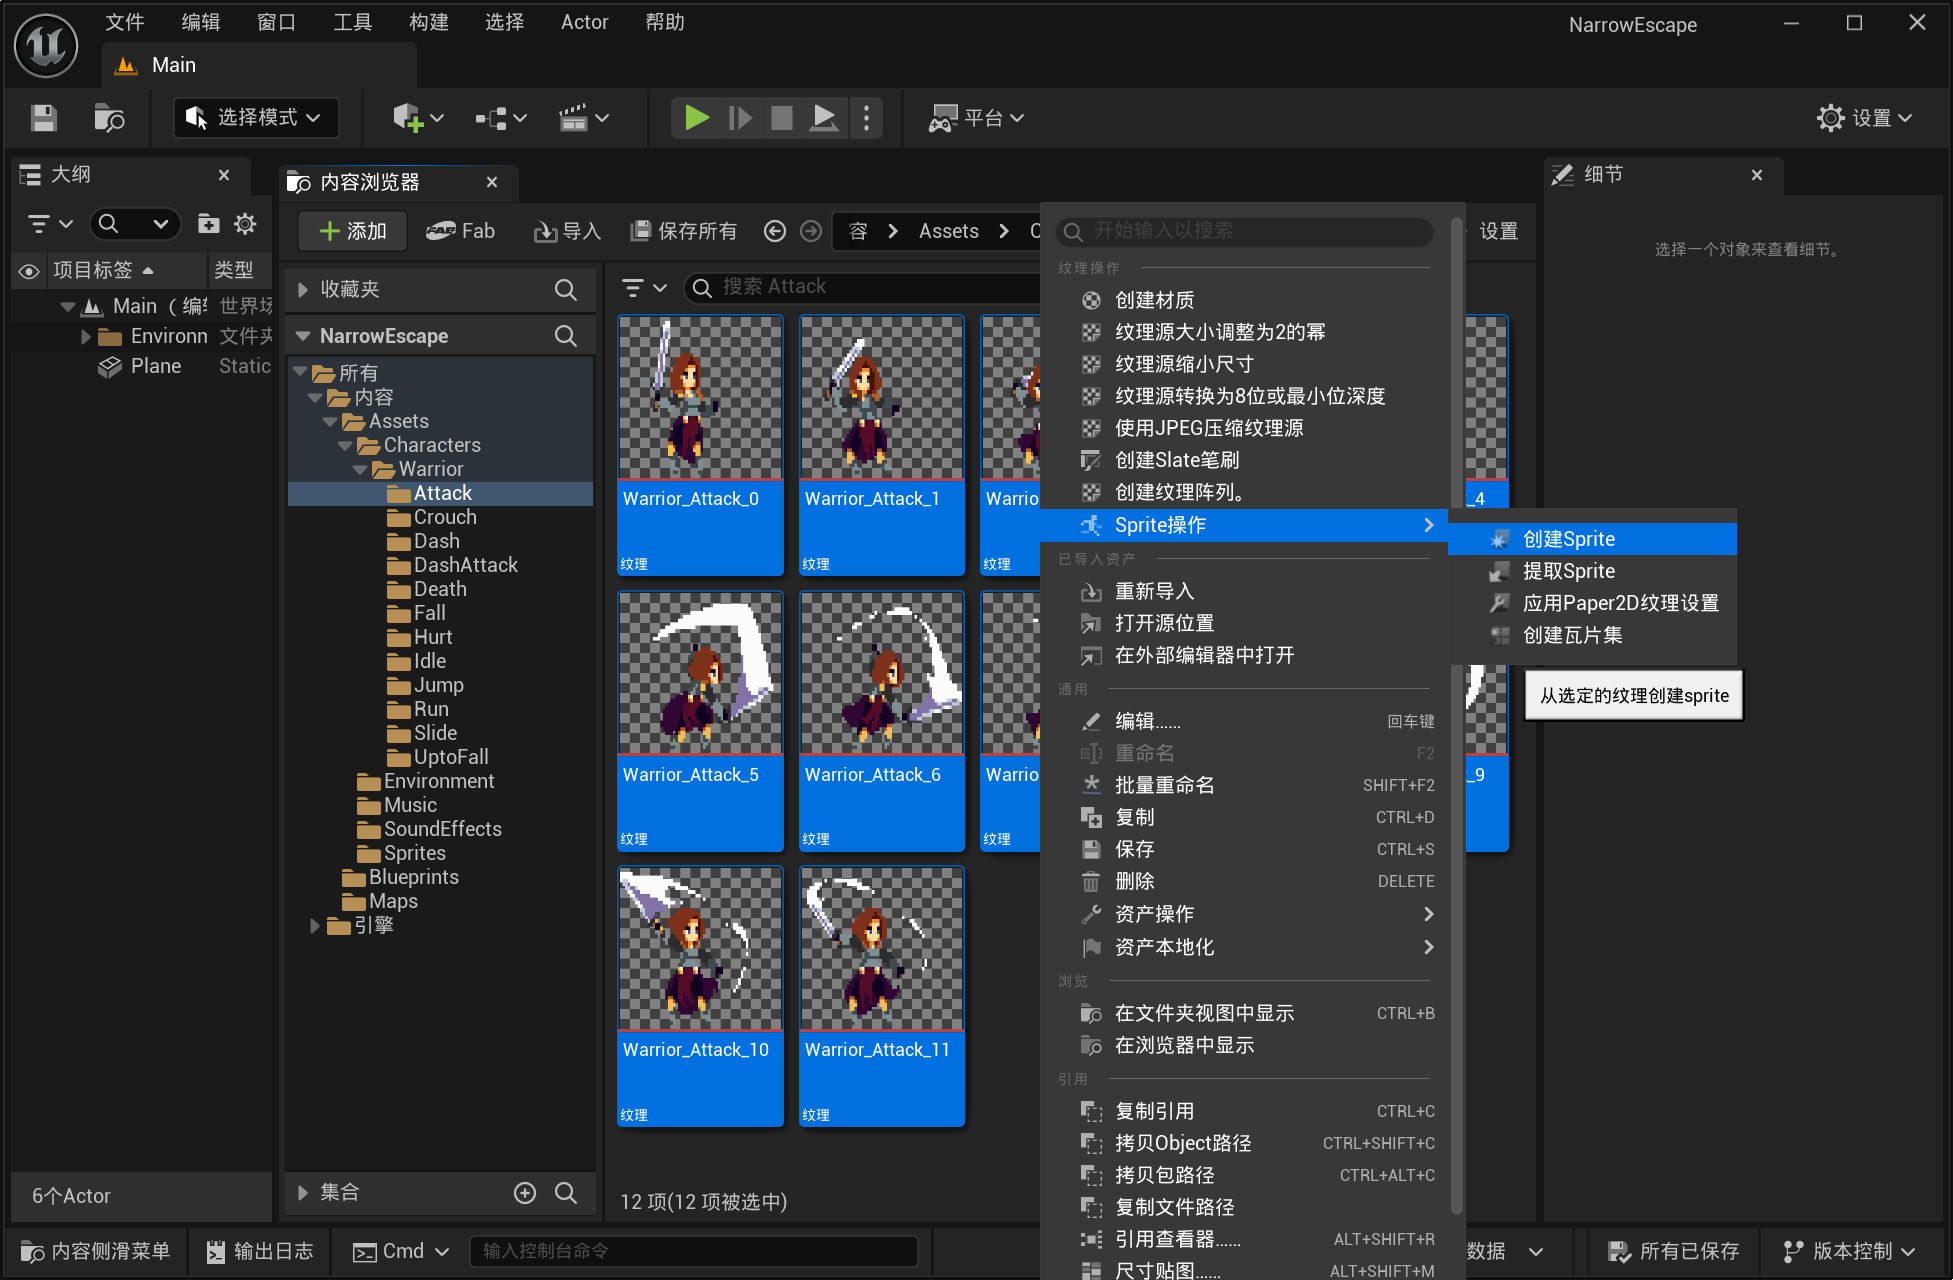 文件 编辑 窗口 工具 构建 选择 Actor 帮助
NarrowEscape
Main
选择模式
平台
设置
大纲
项目标签 类型
Main（编辑 世界场
Environm 文件夹
Plane Static
6个Actor
内容浏览器
添加 Fab 导入 保存所有 容 Assets C 设置
收藏夹
NarrowEscape
所有
内容
Assets
Characters
Warrior
Attack
Crouch
Dash
DashAttack
Death
Fall
Hurt
Idle
Jump
Run
Slide
UptoFall
Environment
Music
SoundEffects
Sprites
Blueprints
Maps
引擎
集合
搜索 Attack
Warrior_Attack_0
纹理
Warrior_Attack_1
纹理
Warrio
纹理
_4
Warrior_Attack_5
纹理
Warrior_Attack_6
纹理
Warrio
纹理
_9
Warrior_Attack_10
纹理
Warrior_Attack_11
纹理
12 项(12 项被选中)
开始输入以搜索
纹理操作
创建材质
纹理源大小调整为2的幂
纹理源缩小尺寸
纹理源转换为8位或最小位深度
使用JPEG压缩纹理源
创建Slate笔刷
创建纹理阵列。
Sprite操作
已导入资产
重新导入
打开源位置
在外部编辑器中打开
通用
编辑...... 回车键
重命名 F2
批量重命名 SHIFT+F2
复制 CTRL+D
保存 CTRL+S
删除 DELETE
资产操作
资产本地化
浏览
在文件夹视图中显示 CTRL+B
在浏览器中显示
引用
复制引用 CTRL+C
拷贝Object路径 CTRL+SHIFT+C
拷贝包路径 CTRL+ALT+C
复制文件路径
引用查看器...... ALT+SHIFT+R
尺寸贴图...... ALT+SHIFT+M
创建Sprite
提取Sprite
应用Paper2D纹理设置
创建瓦片集
从选定的纹理创建sprite
细节
选择一个对象来查看细节。
内容侧滑菜单 输出日志 Cmd 输入控制台命令 数据 所有已保存 版本控制